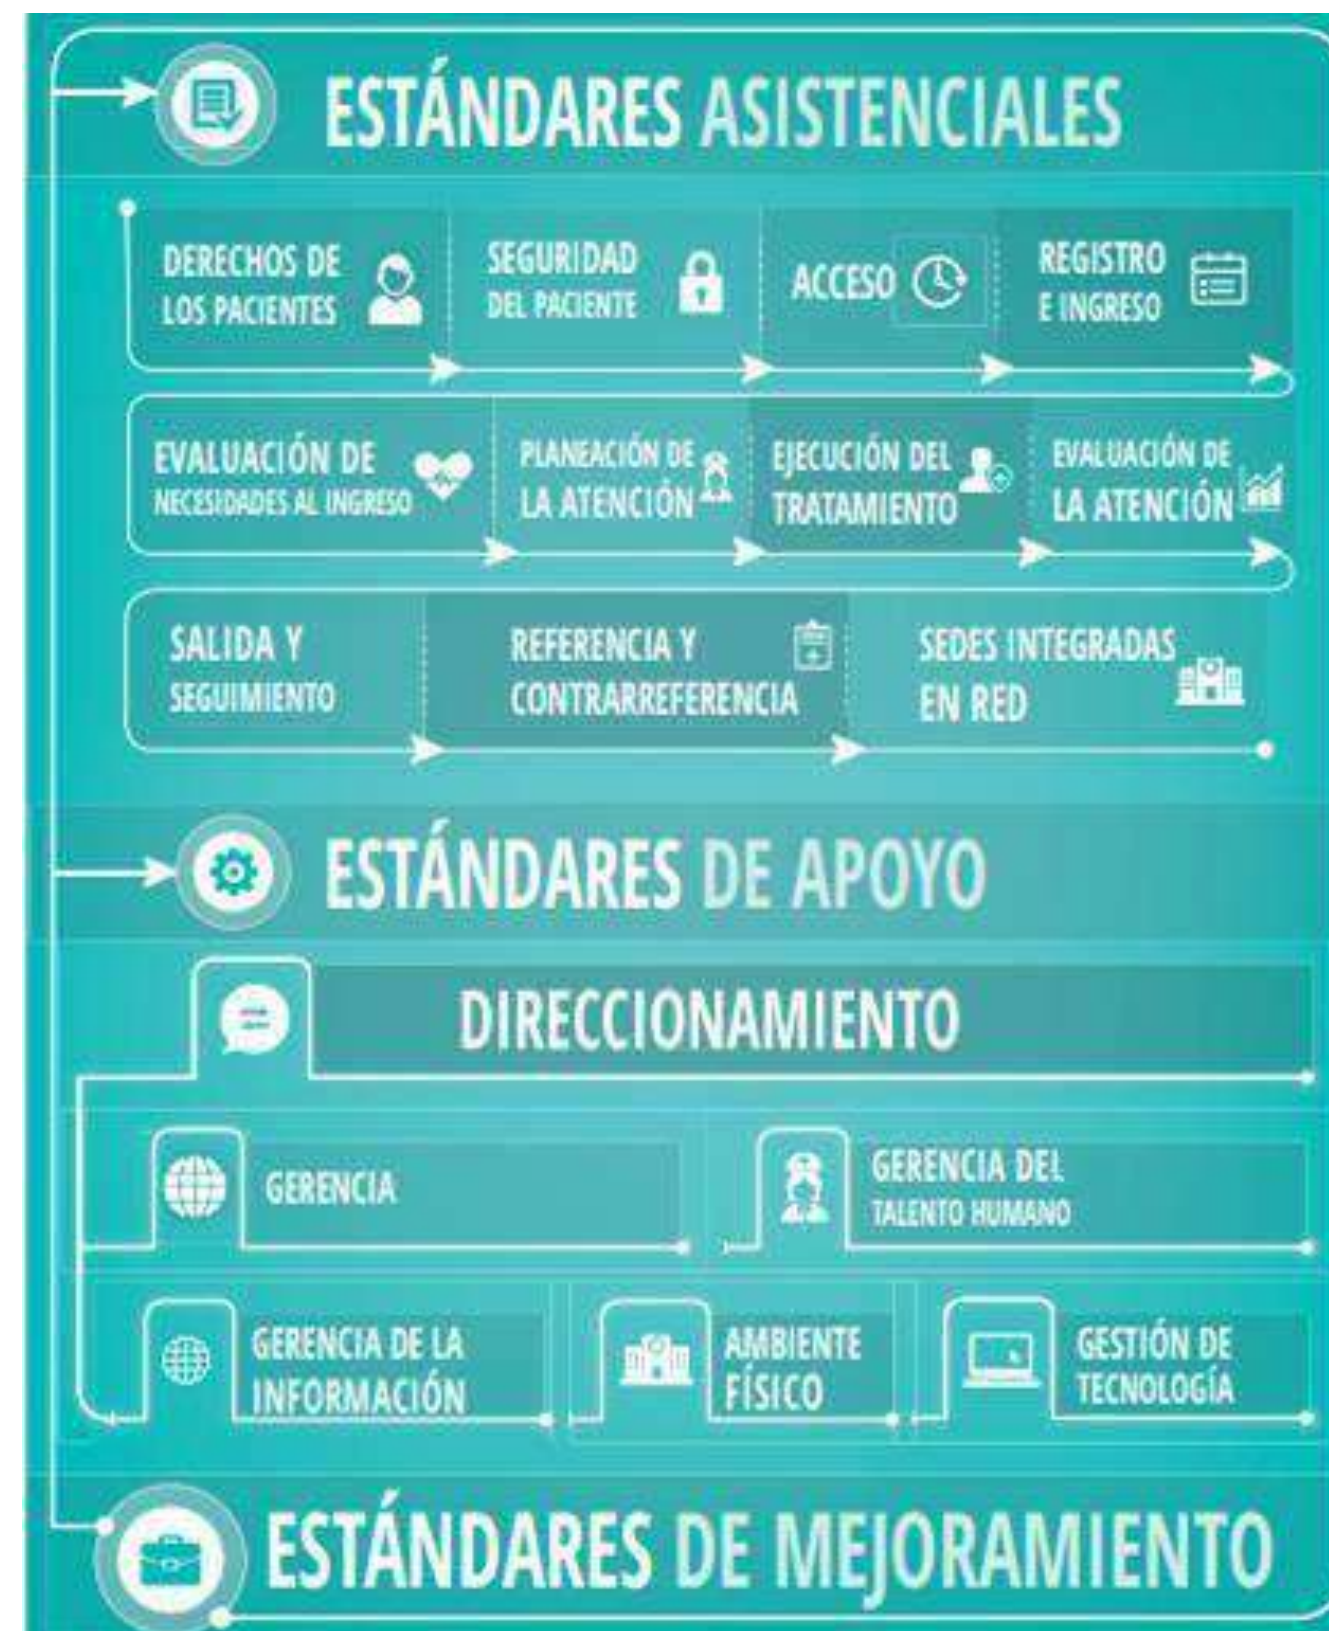 ESTÁNDARES ASISTENCIALES
DERECHOS DE
LOS PACIENTES
SEGURIDAD
DEL PACIENTE
ACCESO
REGISTRO
E INGRESO
EVALUACIÓN DE
NECESIDADES AL INGRESO
PLANEACIÓN DE
LA ATENCIÓN
EJECUCIÓN DEL
TRATAMIENTO
EVALUACIÓN DE
LA ATENCIÓN
SALIDA Y
SEGUIMIENTO
REFERENCIA Y
CONTRARREFERENCIA
SEDES INTEGRADAS
EN RED
ESTÁNDARES DE APOYO
DIRECCIONAMIENTO
GERENCIA
GERENCIA DEL
TALENTO HUMANO
GERENCIA DE LA
INFORMACIÓN
AMBIENTE
FÍSICO
GESTIÓN DE
TECNOLOGÍA
ESTÁNDARES DE MEJORAMIENTO